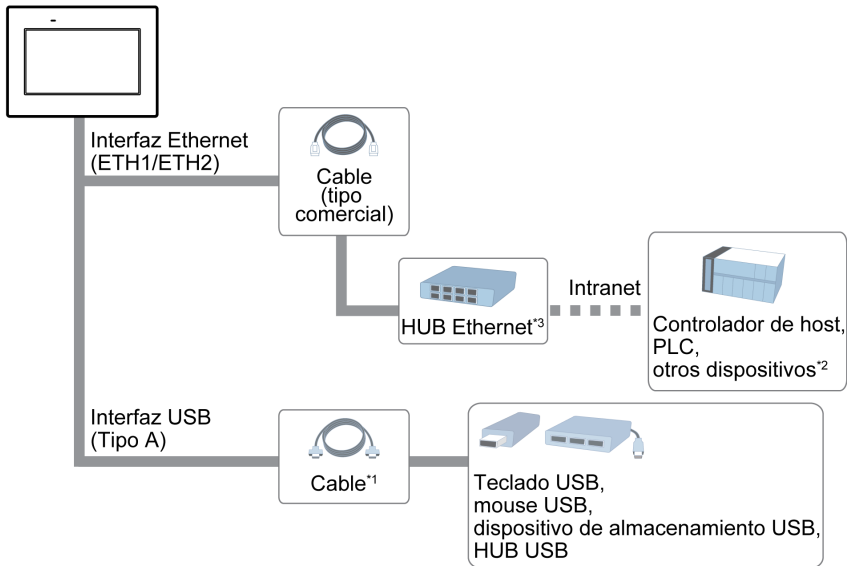 Interfaz Ethernet
(ETH1/ETH2)
Cable
(tipo
comercial)
HUB Ethernet*3
Intranet
Controlador de host,
PLC,
otros dispositivos*2
Interfaz USB
(Tipo A)
Cable*1
Teclado USB,
mouse USB,
dispositivo de almacenamiento USB,
HUB USB